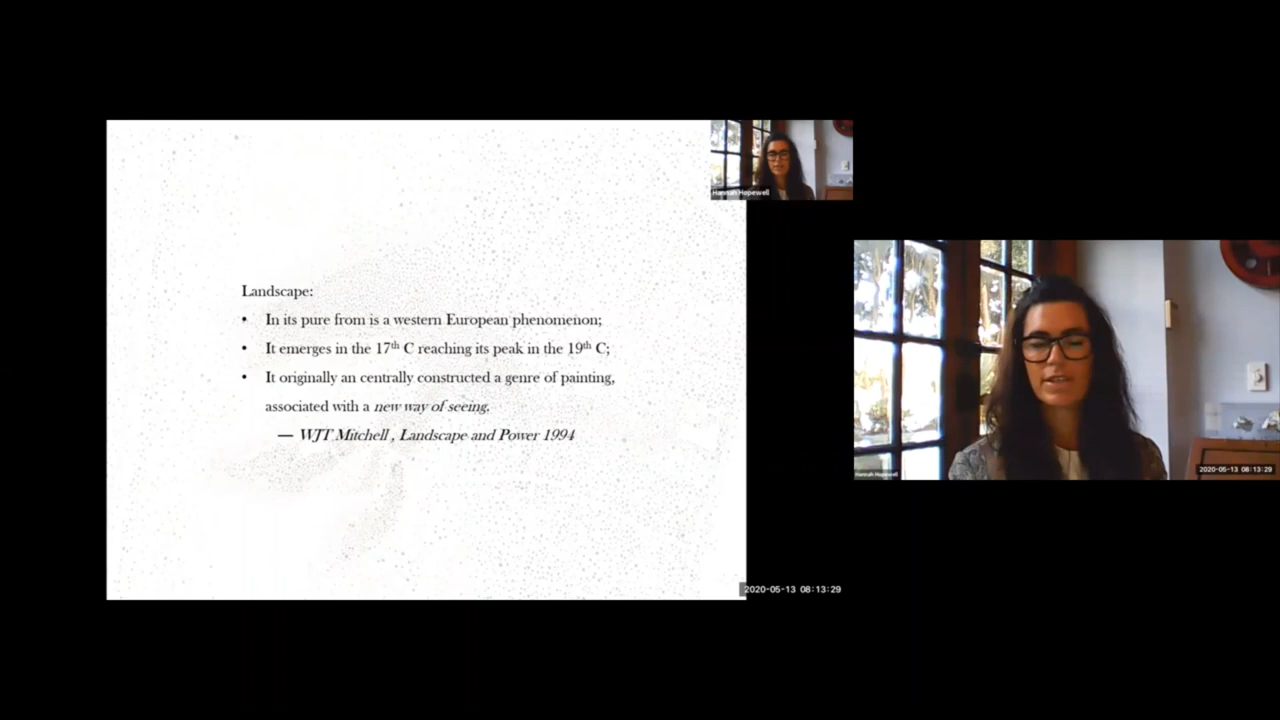 Landscape:
• In its pure from is a western European phenomenon;
• It emerges in the 17th C reaching its peak in the 19th C;
• It originally an centrally constructed a genre of painting,
associated with a new way of seeing.
— WJT Mitchell , Landscape and Power 1994
Hannah Hopewell
2020-05-13 08:13:29
Hannah Hopewell
2020-05-13 08:13:29